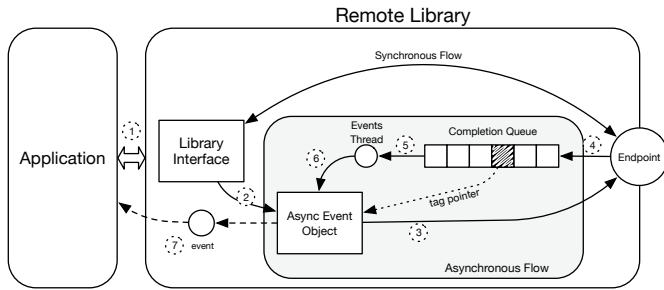 Remote Library
Synchronous Flow
Application
1
Library
Interface
Events
Thread
Completion Queue
5
4
Endpoint
6
2
tag pointer
Async Event
Object
3
7
event
Asynchronous Flow